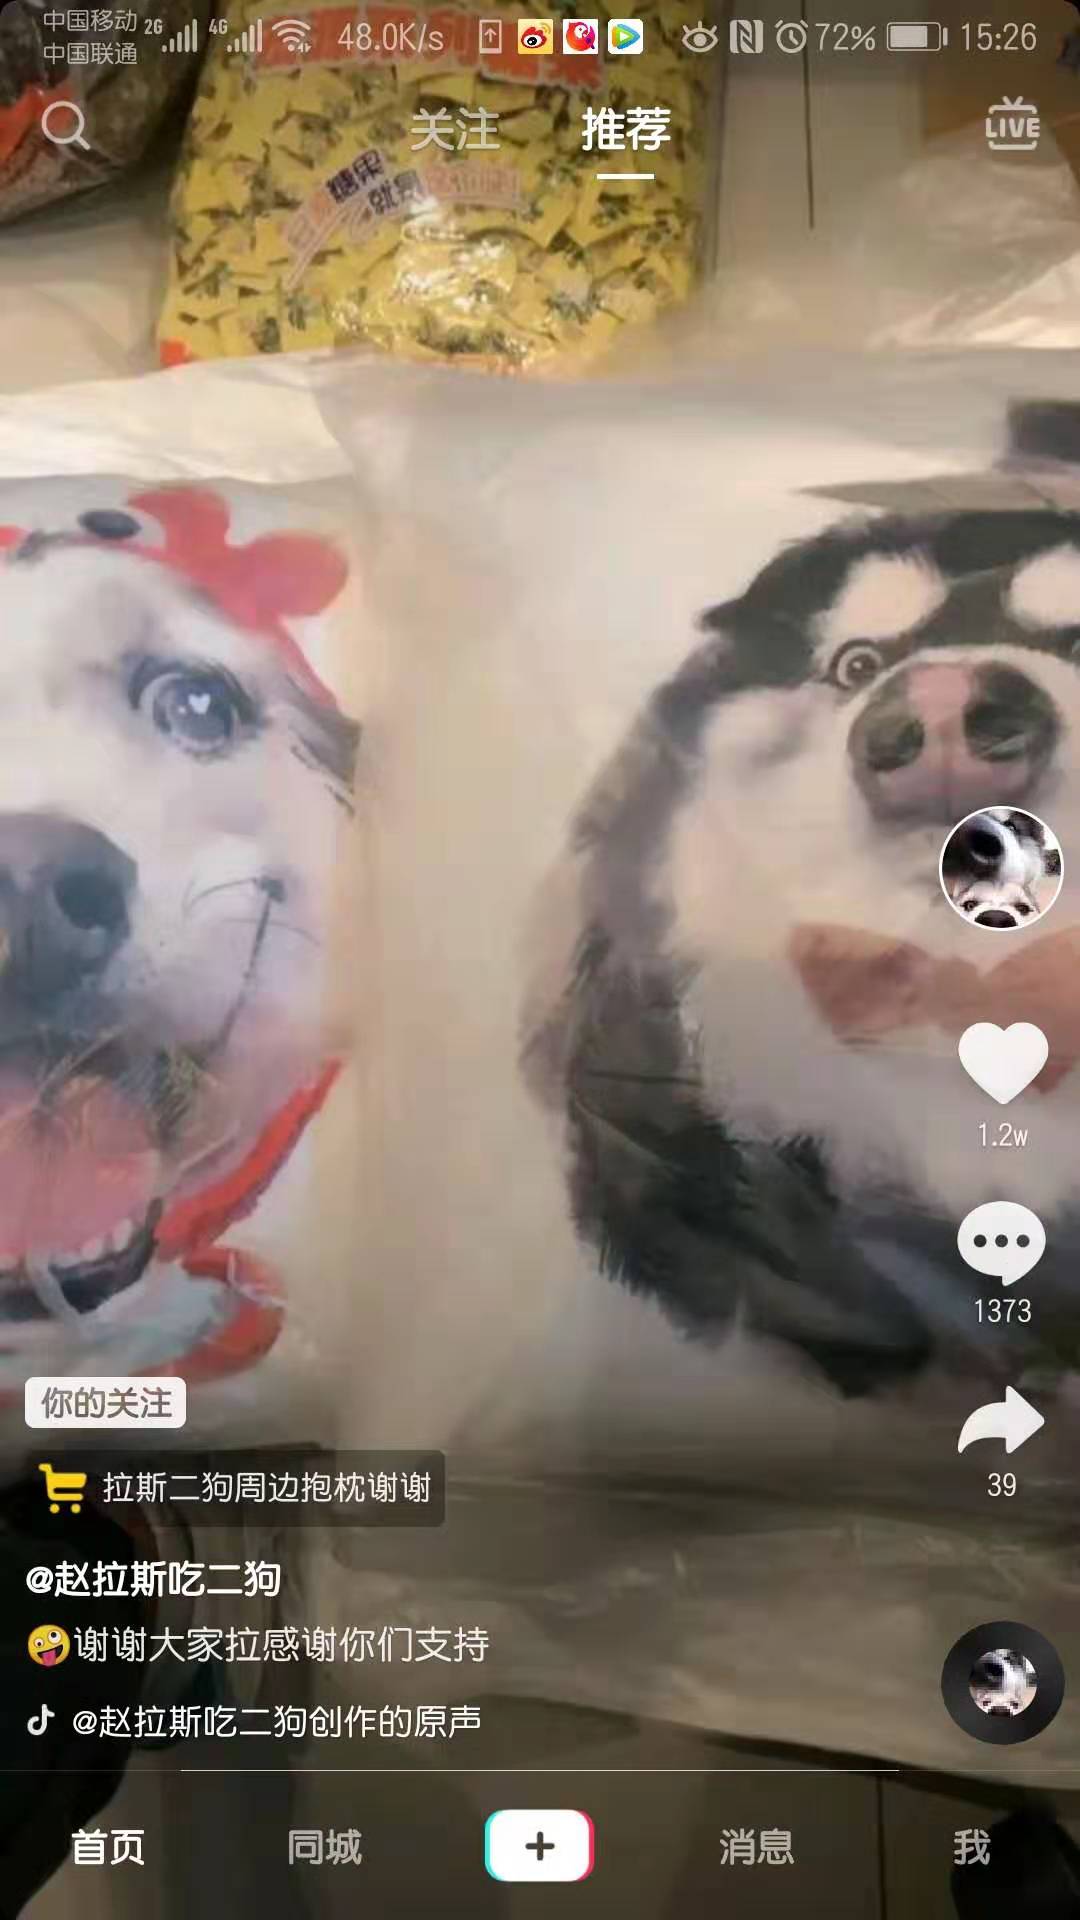 中国移动 2G 4G 48.0K/s 72% 15:26
中国联通
关注 推荐 LIVE
糖果
就是
1.2w
1373
你的关注
39
拉斯二狗周边抱枕谢谢
@赵拉斯吃二狗
🤪谢谢大家拉感谢你们支持
@赵拉斯吃二狗创作的原声
首页 同城 + 消息 我